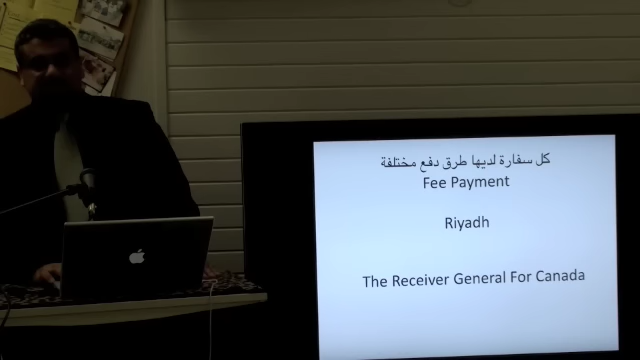 كل سفارة لديها طرق دفع مختلفة
Fee Payment
Riyadh
The Receiver General For Canada